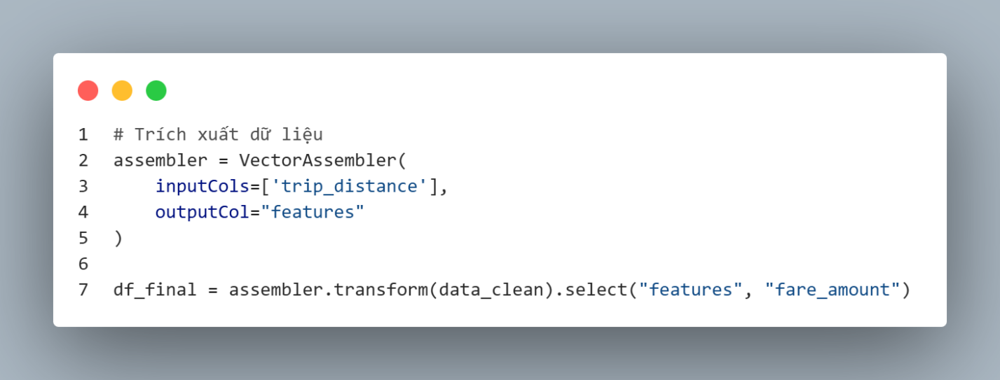 1 # Trích xuất dữ liệu
2 assembler = VectorAssembler(
3     inputCols=['trip_distance'],
4     outputCol="features"
5 )
6
7 df_final = assembler.transform(data_clean).select("features", "fare_amount")